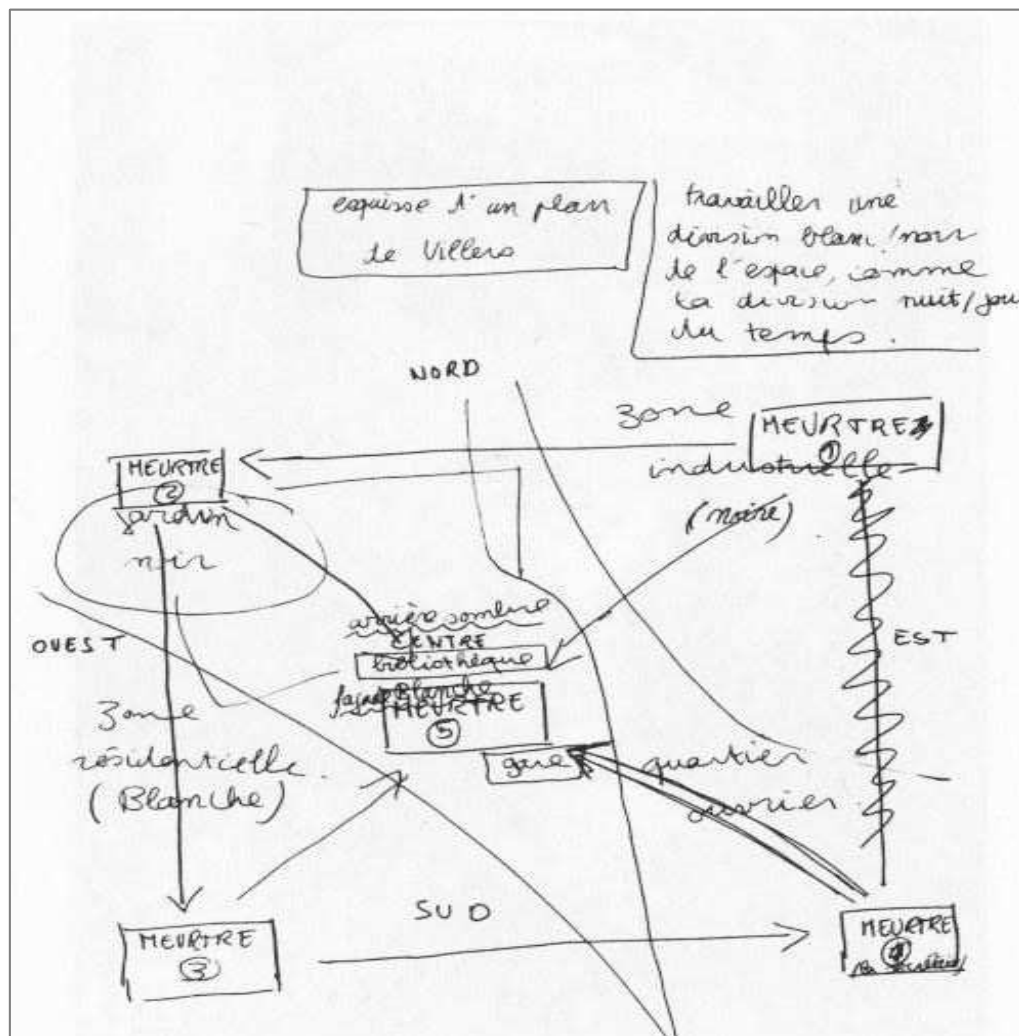 esquisse d'un plan
de Villers
travailler une
division blanc/noir
de l'espace, comme
la division nuit/jou
du temps.
NORD
zone
MEURTRE
①
industrielle
(noire)
MEURTRE
②
jardin
noir
OUEST
arrière sombre
CENTRE
bibliothèque
façade blanche
MEURTRE
⑤
gare
EST
zone
résidentielle
(Blanche)
quartier
ouvrier
SUD
MEURTRE
③
MEURTRE
④